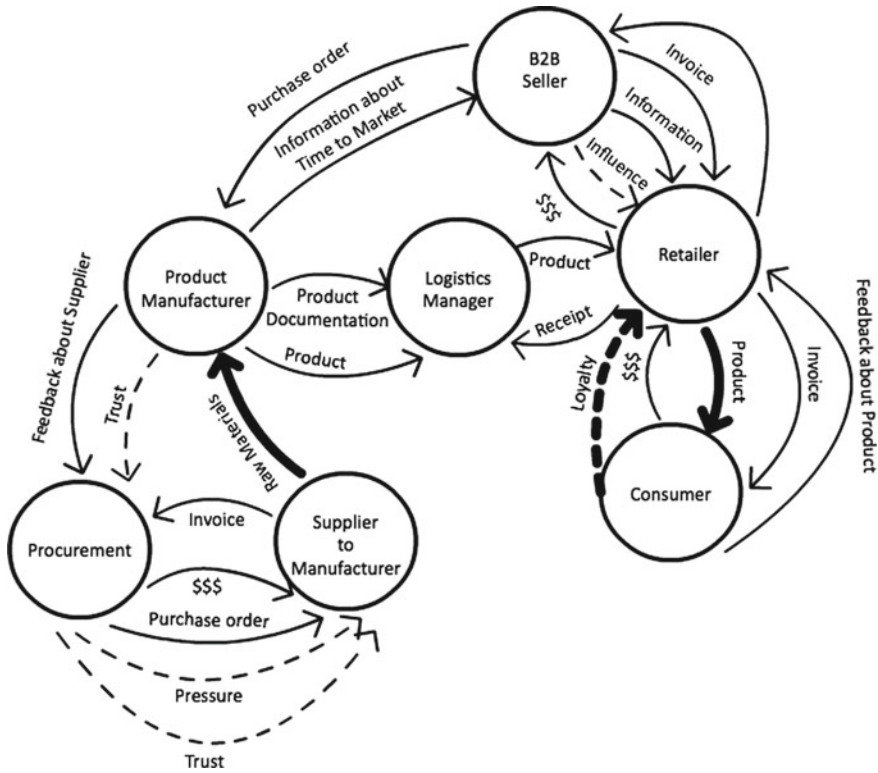 B2B
Seller
Purchase order
Information about
Time to Market
Invoice
Information
Influence
$$$
Product
Manufacturer
Logistics
Manager
Retailer
Product
Receipt
Product
Documentation
Product
Feedback about Supplier
Trust
Raw Materials
Loyalty
$$$
Product
Invoice
Feedback about Product
Consumer
Procurement
Invoice
Supplier
to
Manufacturer
$$$
Purchase order
Pressure
Trust